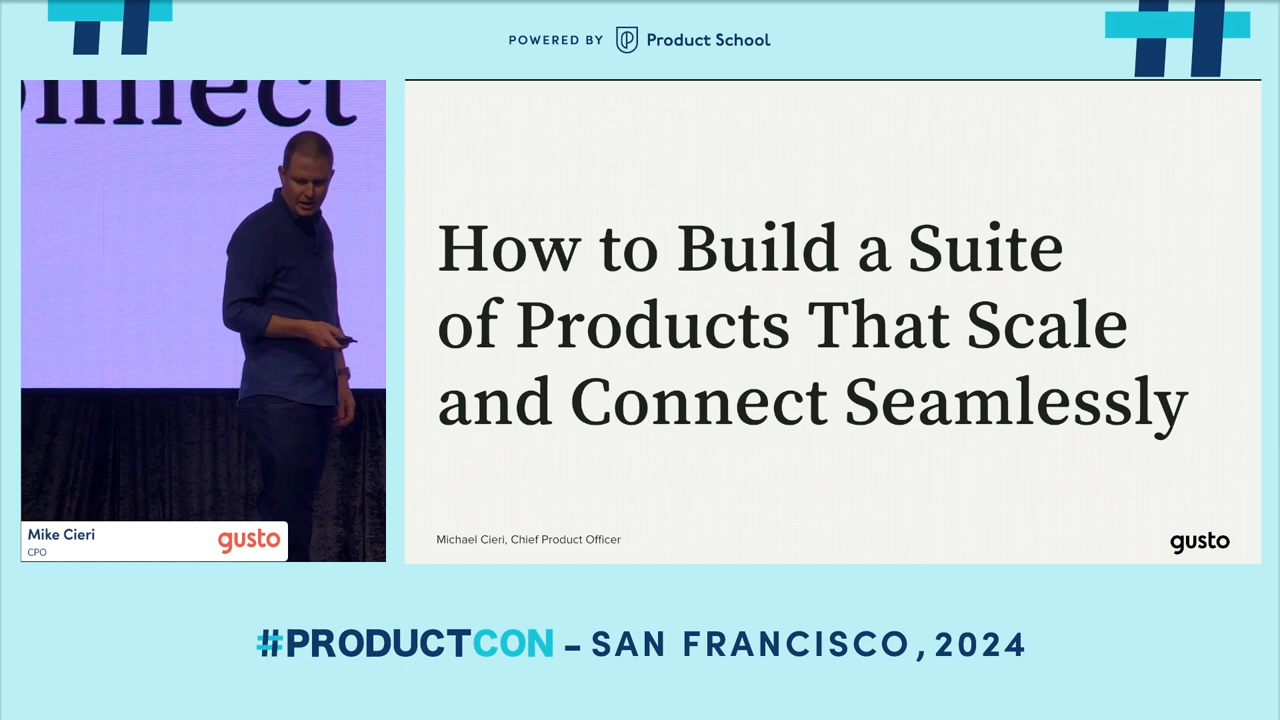 POWERED BY Product School
onnect
How to Build a Suite
of Products That Scale
and Connect Seamlessly
Mike Cieri
CPO
gusto
Michael Cieri, Chief Product Officer
gusto
#PRODUCTCON – SAN FRANCISCO, 2024